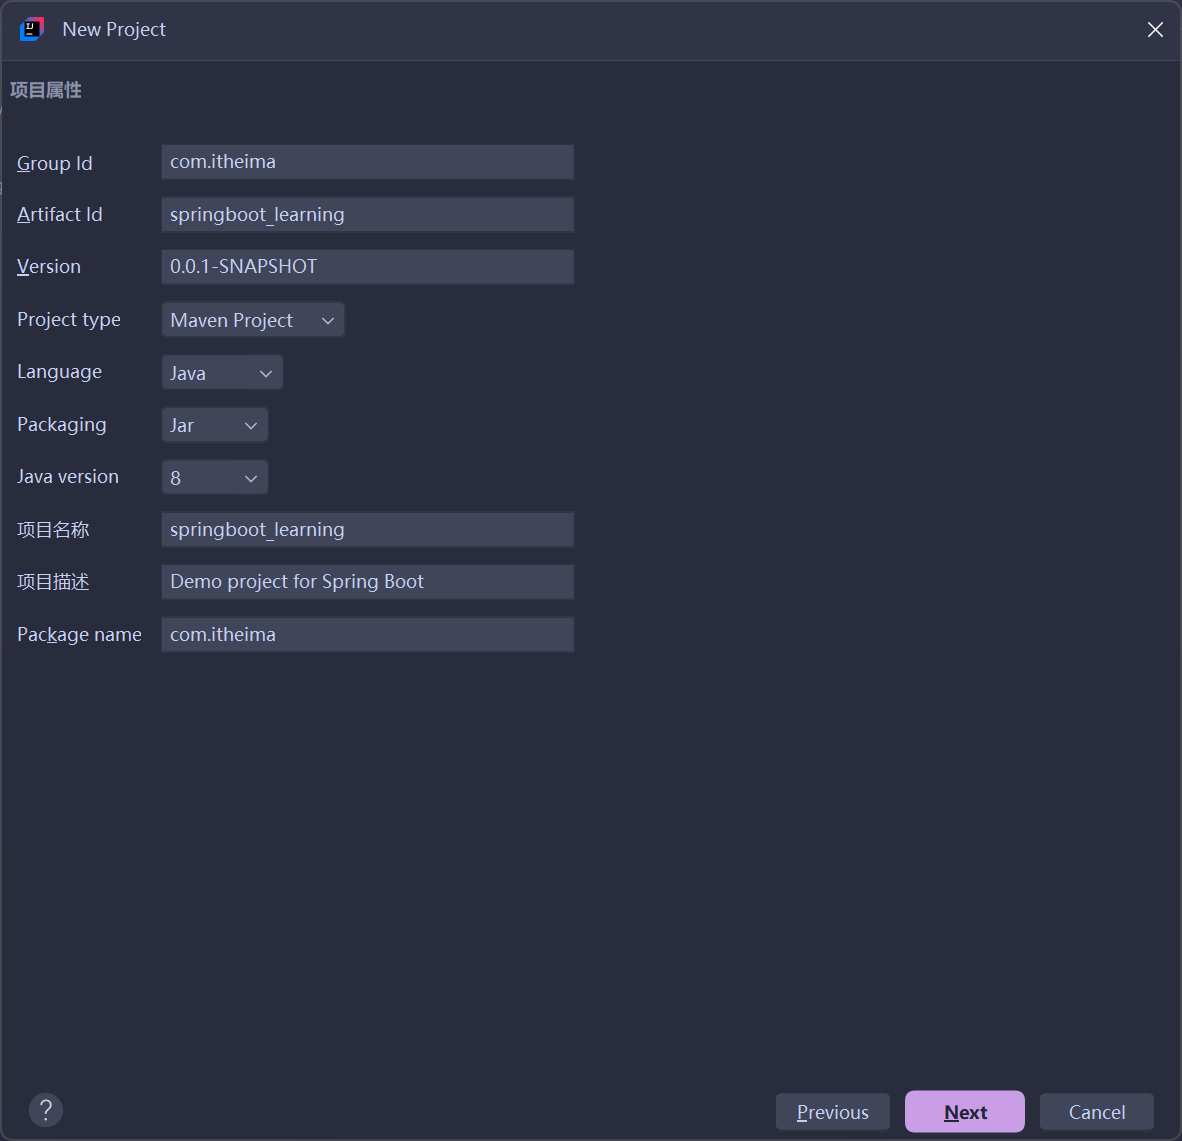 New Project
项目属性
Group Id com.itheima
Artifact Id springboot_learning
Version 0.0.1-SNAPSHOT
Project type Maven Project
Language Java
Packaging Jar
Java version 8
项目名称 springboot_learning
项目描述 Demo project for Spring Boot
Package name com.itheima
? Previous Next Cancel